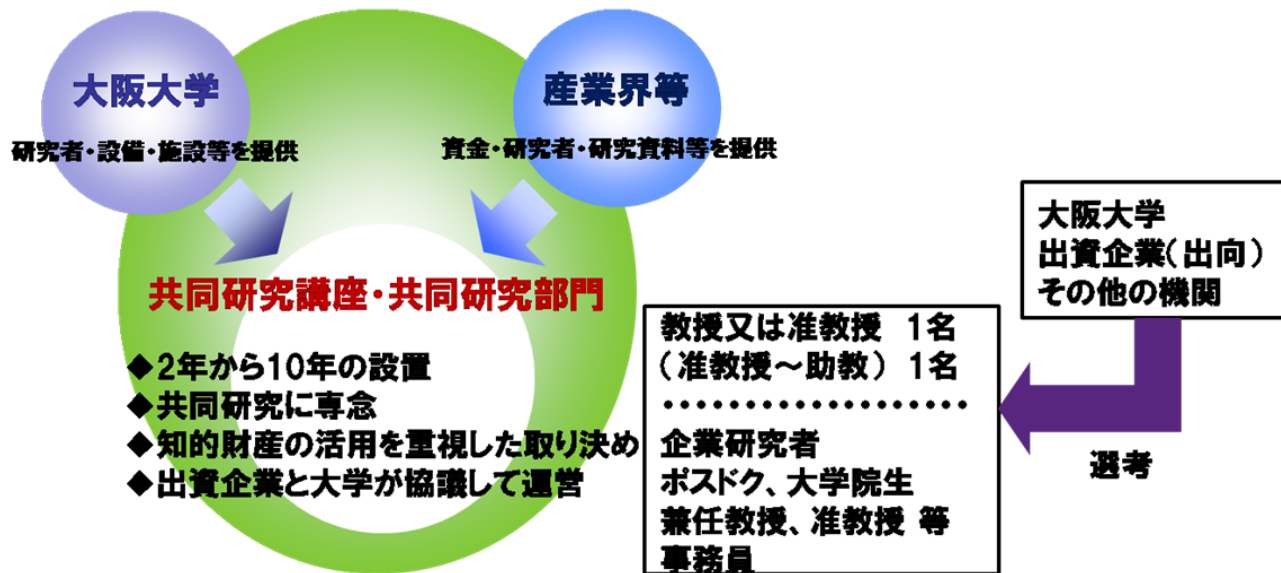 大阪大学
研究者・設備・施設等を提供
産業界等
資金・研究者・研究資料等を提供
共同研究講座・共同研究部門
◆2年から10年の設置
◆共同研究に専念
◆知的財産の活用を重視した取り決め
◆出資企業と大学が協議して運営
教授又は准教授 1名
(准教授～助教) 1名
・・・・・・・・・・・・・・・・・・・
企業研究者
ポスドク、大学院生
兼任教授、准教授 等
事務員
大阪大学
出資企業(出向)
その他の機関
選考